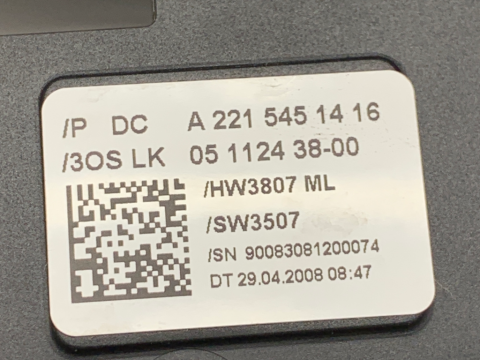 /P DC A 221 545 14 16
/3OS LK 05 1124 38-00
/HW3807 ML
/SW3507
/SN 90083081200074
DT 29.04.2008 08:47